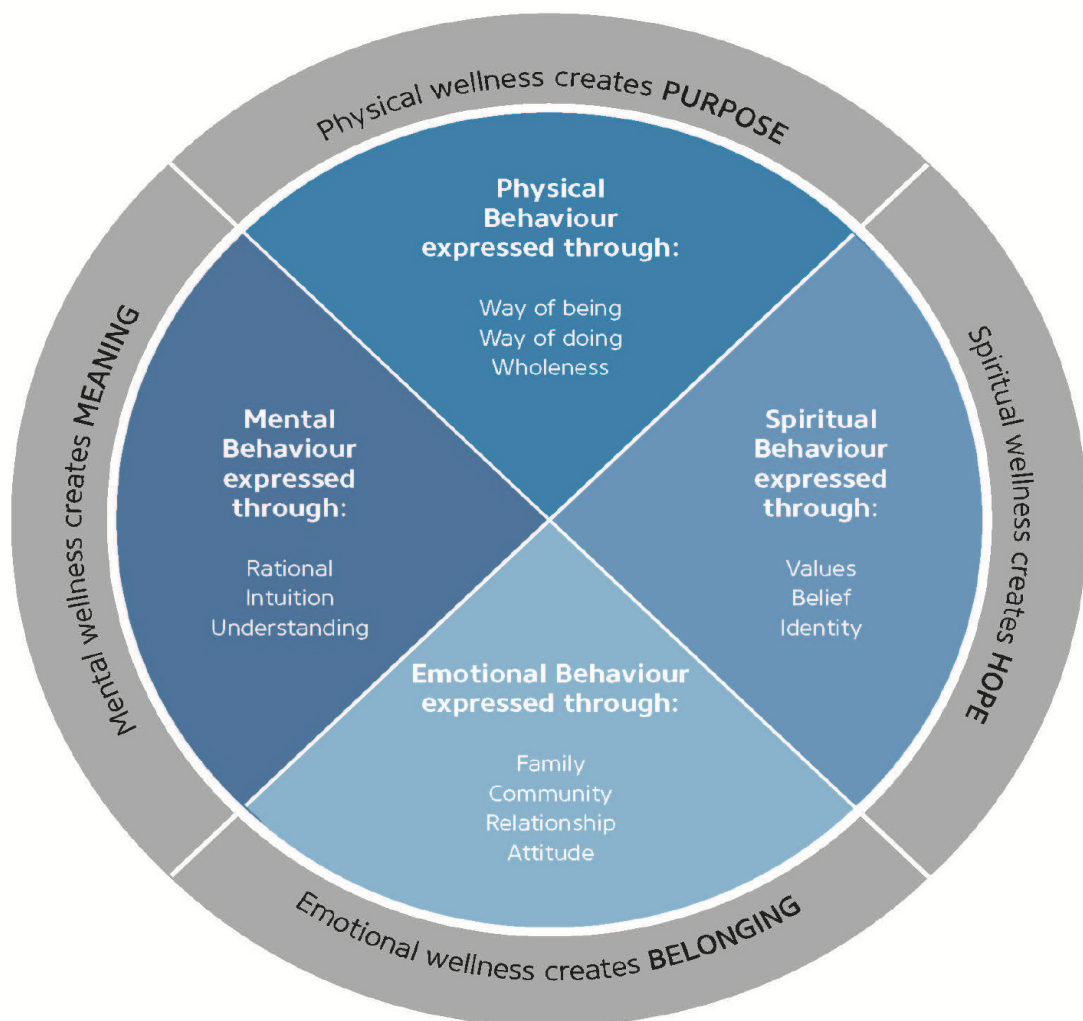 Physical wellness creates PURPOSE
Physical
Behaviour
expressed through:
Way of being
Way of doing
Wholeness
Spiritual wellness creates HOPE
Spiritual
Behaviour
expressed
through:
Values
Belief
Identity
Emotional wellness creates BELONGING
Emotional Behaviour
expressed through:
Family
Community
Relationship
Attitude
Mental wellness creates MEANING
Mental
Behaviour
expressed
through:
Rational
Intuition
Understanding